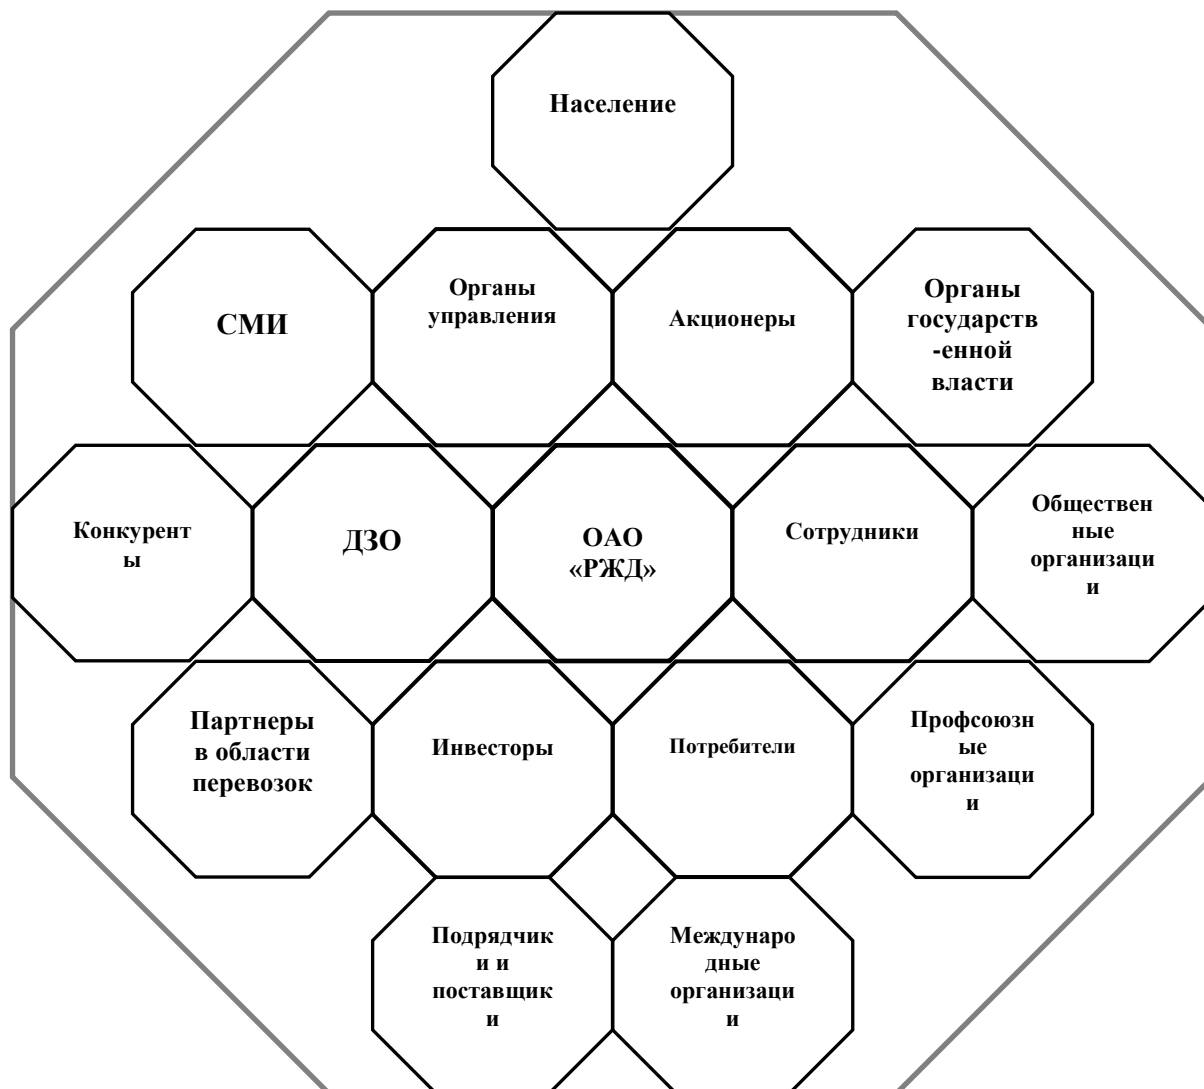 Население
СМИ
Органы
управления
Акционеры
Органы
государств
-енной
власти
Конкурент
ы
ДЗО
ОАО
«РЖД»
Сотрудники
Обществен
ные
организаци
и
Партнеры
в области
перевозок
Инвесторы
Потребители
Профсоюзн
ые
организаци
и
Подрядчик
и и
поставщик
и
Междунаро
дные
организаци
и